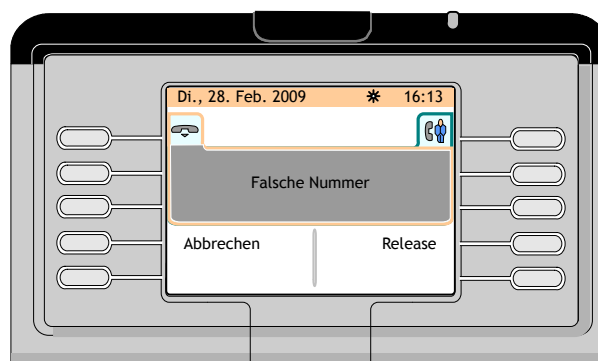 Di., 28. Feb. 2009 16:13
Falsche Nummer
Abbrechen Release